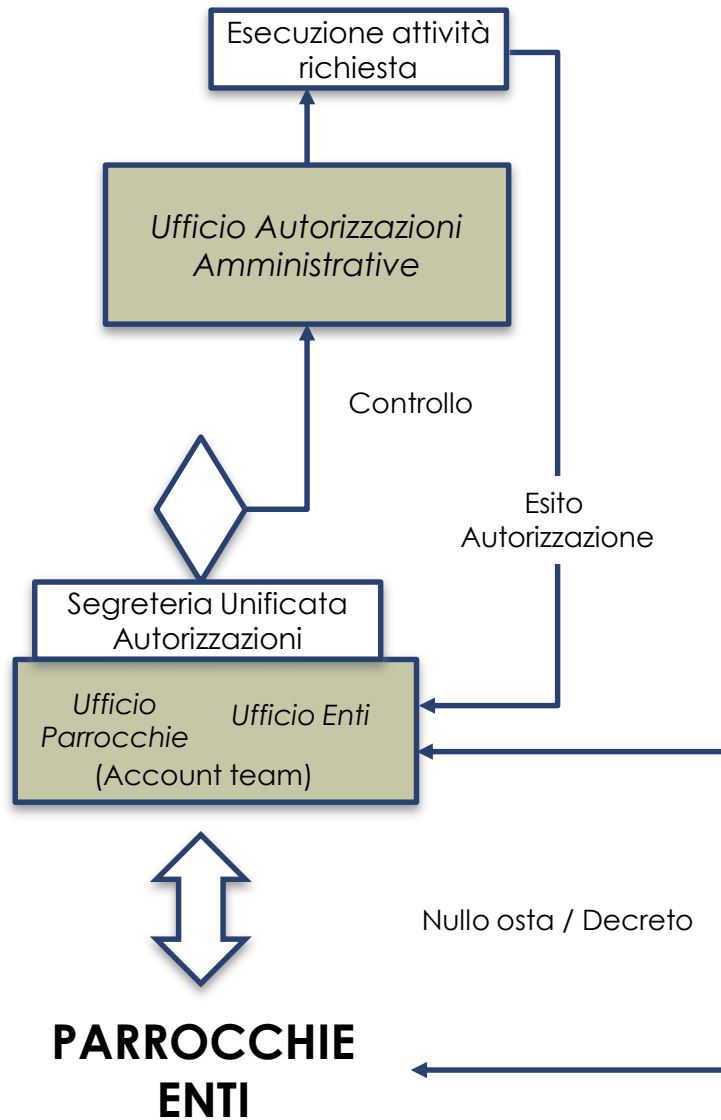 Esecuzione attività
richiesta
Ufficio Autorizzazioni
Amministrative
Controllo
Esito
Autorizzazione
Segreteria Unificata
Autorizzazioni
Ufficio
Parrocchie
Ufficio Enti
(Account team)
Nullo osta / Decreto
PARROCCHIE
ENTI